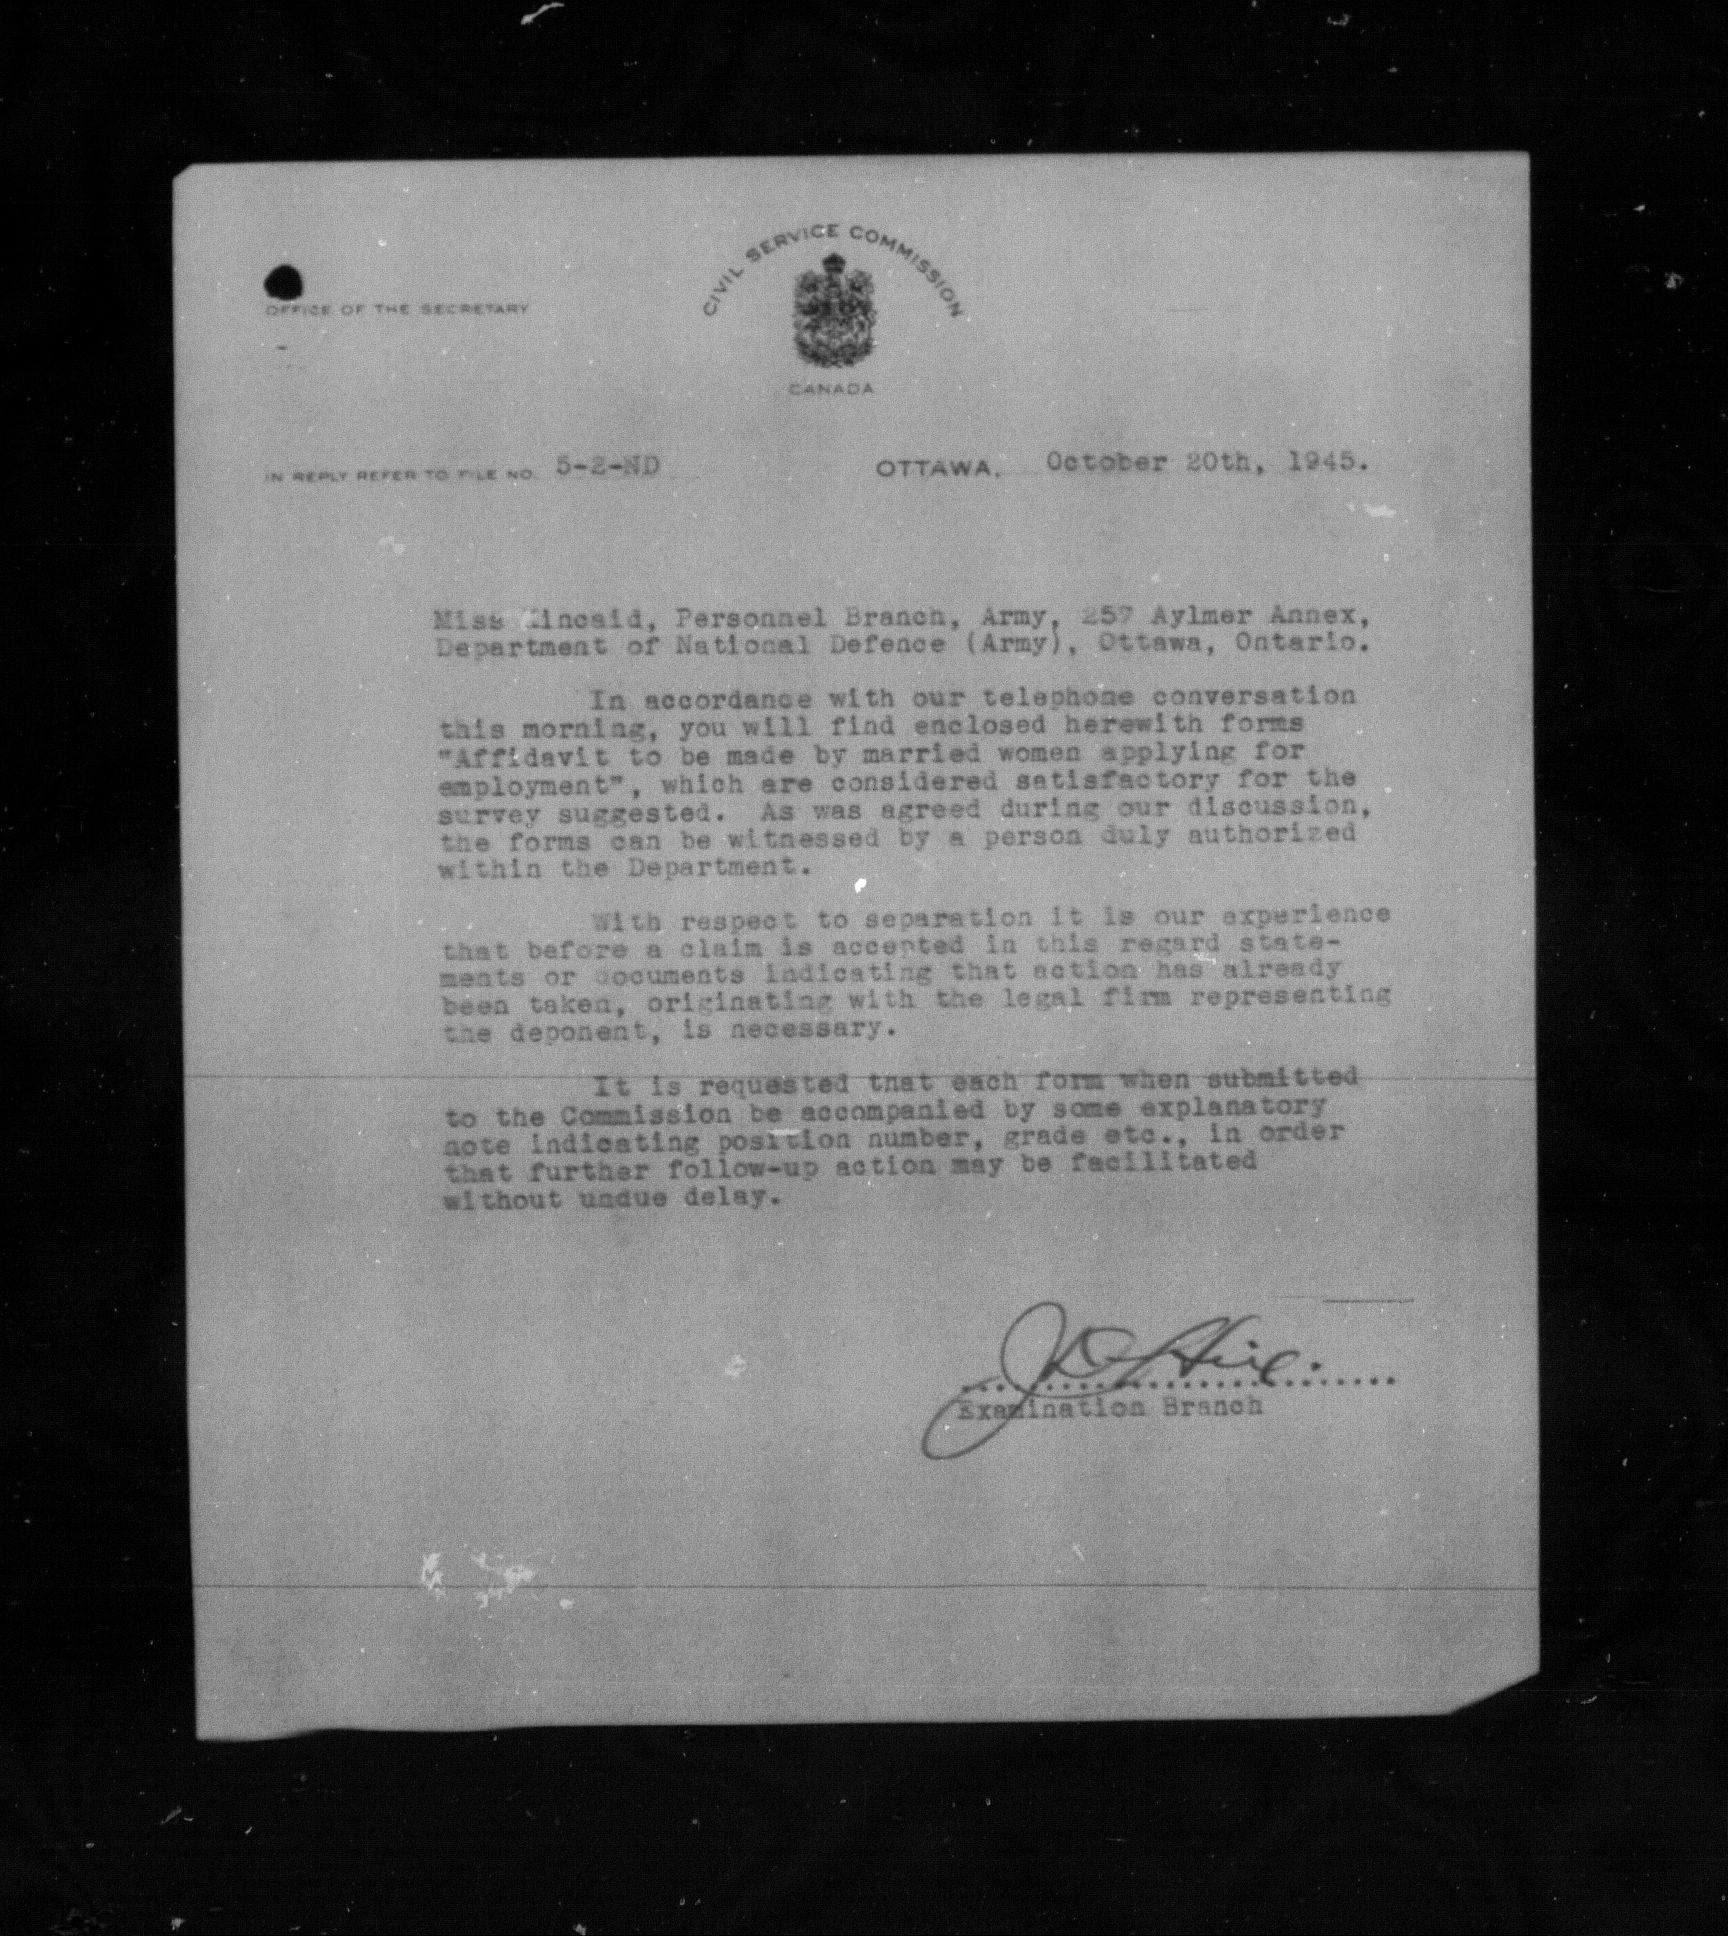 CIVIL SERVICE COMMISSION
OFFICE OF THE SECRETARY
CANADA
IN REPLY REFER TO FILE NO. 5-2-ND
OTTAWA. October 20th, 1945.
Miss Kincaid, Personnel Branch, Army, 257 Aylmer Annex,
Department of National Defence (Army), Ottawa, Ontario.
In accordance with our telephone conversation
this morning, you will find enclosed herewith forms
"Affidavit to be made by married women applying for
employment", which are considered satisfactory for the
survey suggested. As was agreed during our discussion,
the forms can be witnessed by a person duly authorized
within the Department.
With respect to separation it is our experience
that before a claim is accepted in this regard state-
ments or documents indicating that action has already
been taken, originating with the legal firm representing
the deponent, is necessary.
It is requested that each form when submitted
to the Commission be accompanied by some explanatory
note indicating position number, grade etc., in order
that further follow-up action may be facilitated
without undue delay.
Examination Branch